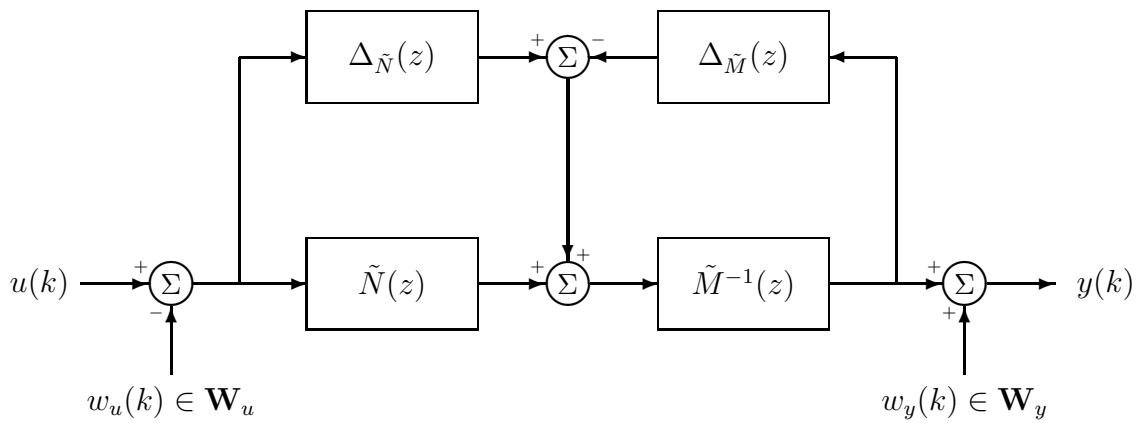 Δ_Ñ(z)
+
Σ
−
Δ_M̃(z)
u(k)
+
Σ
−
Ñ(z)
+
+
Σ
M̃⁻¹(z)
+
+
Σ
y(k)
w_u(k) ∈ W_u
w_y(k) ∈ W_y